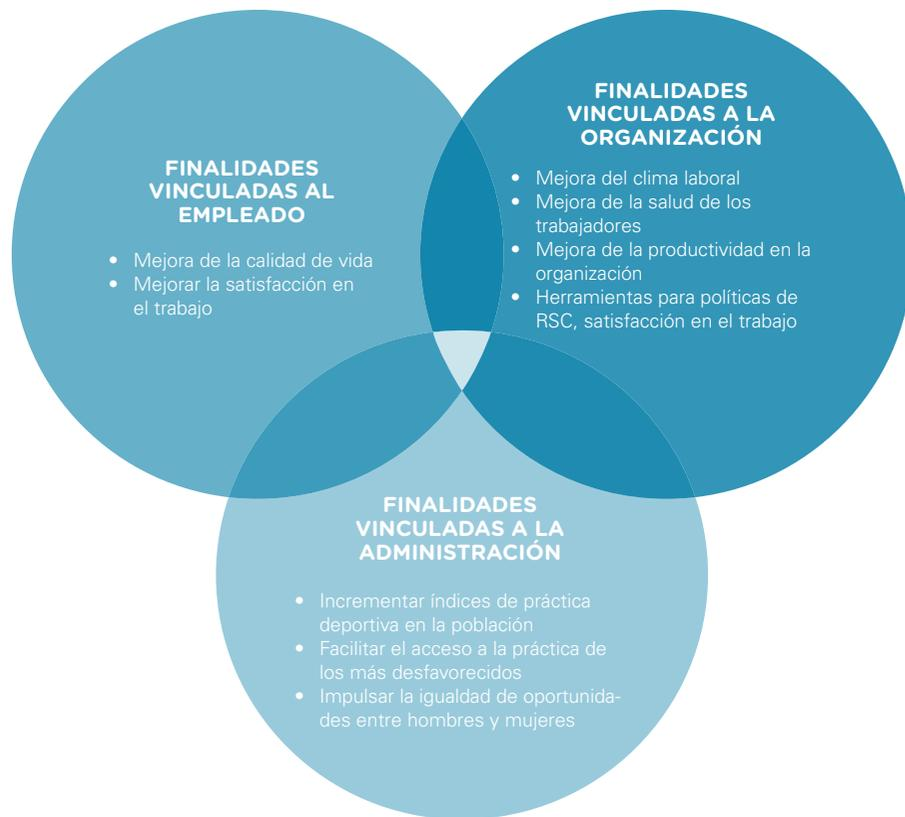 FINALIDADES
VINCULADAS AL
EMPLEADO
• Mejora de la calidad de vida
• Mejorar la satisfacción en
el trabajo
FINALIDADES
VINCULADAS A LA
ORGANIZACIÓN
• Mejora del clima laboral
• Mejora de la salud de los
trabajadores
• Mejora de la productividad en la
organización
• Herramientas para políticas de
RSC, satisfacción en el trabajo
FINALIDADES
VINCULADAS A LA
ADMINISTRACIÓN
• Incrementar índices de práctica
deportiva en la población
• Facilitar el acceso a la práctica de
los más desfavorecidos
• Impulsar la igualdad de oportunida-
des entre hombres y mujeres